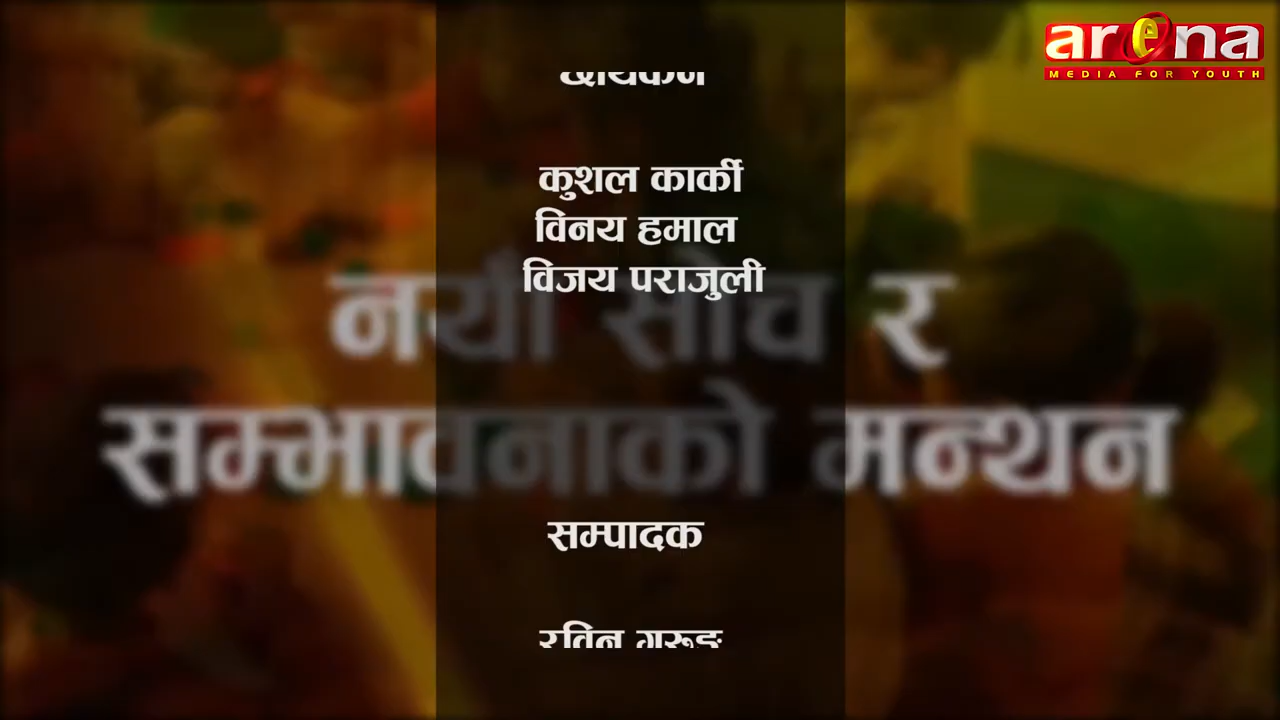 arena
MEDIA FOR YOUTH
कुशल कार्की
विनय हमाल
विजय पराजुली
नयाँ सोच र
सम्भावनाको मन्थन
सम्पादक